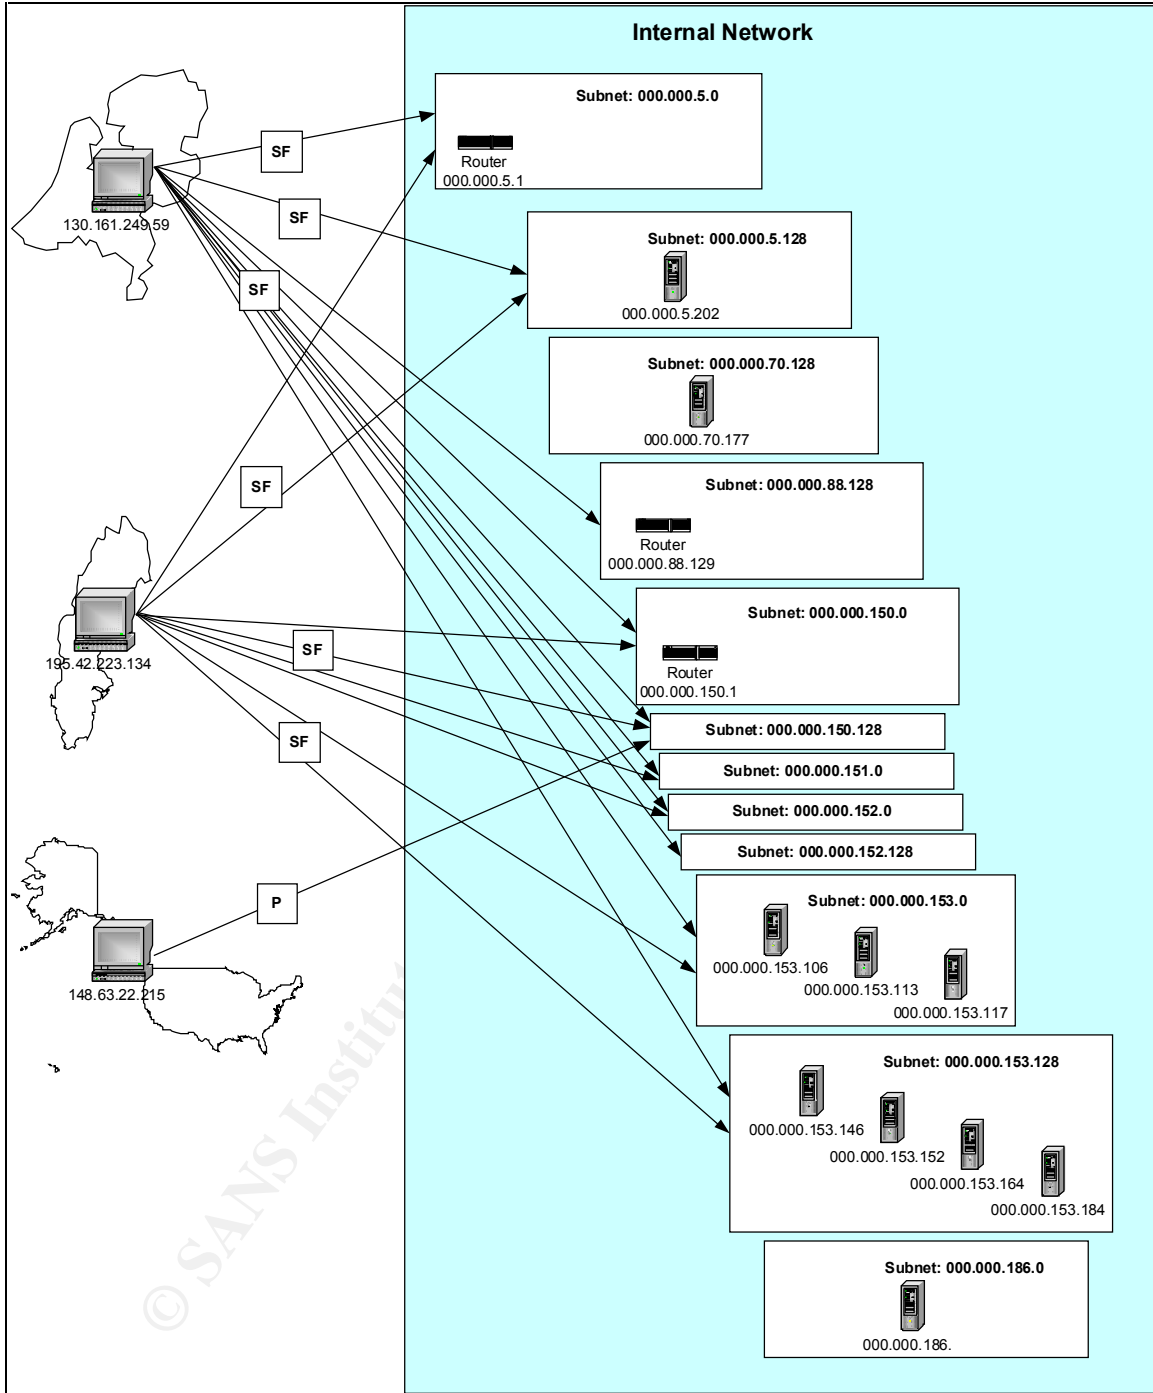 Internal Network
Subnet: 000.000.5.0
Router
000.000.5.1
SF
130.161.249.59
SF
Subnet: 000.000.5.128
000.000.5.202
SF
Subnet: 000.000.70.128
000.000.70.177
SF
Subnet: 000.000.88.128
Router
000.000.88.129
195.42.223.134
Subnet: 000.000.150.0
Router
000.000.150.1
SF
Subnet: 000.000.150.128
SF
Subnet: 000.000.151.0
Subnet: 000.000.152.0
Subnet: 000.000.152.128
P
148.63.22.215
Subnet: 000.000.153.0
000.000.153.106
000.000.153.113
000.000.153.117
Subnet: 000.000.153.128
000.000.153.146
000.000.153.152
000.000.153.164
000.000.153.184
Subnet: 000.000.186.0
000.000.186.
© SANS Institut